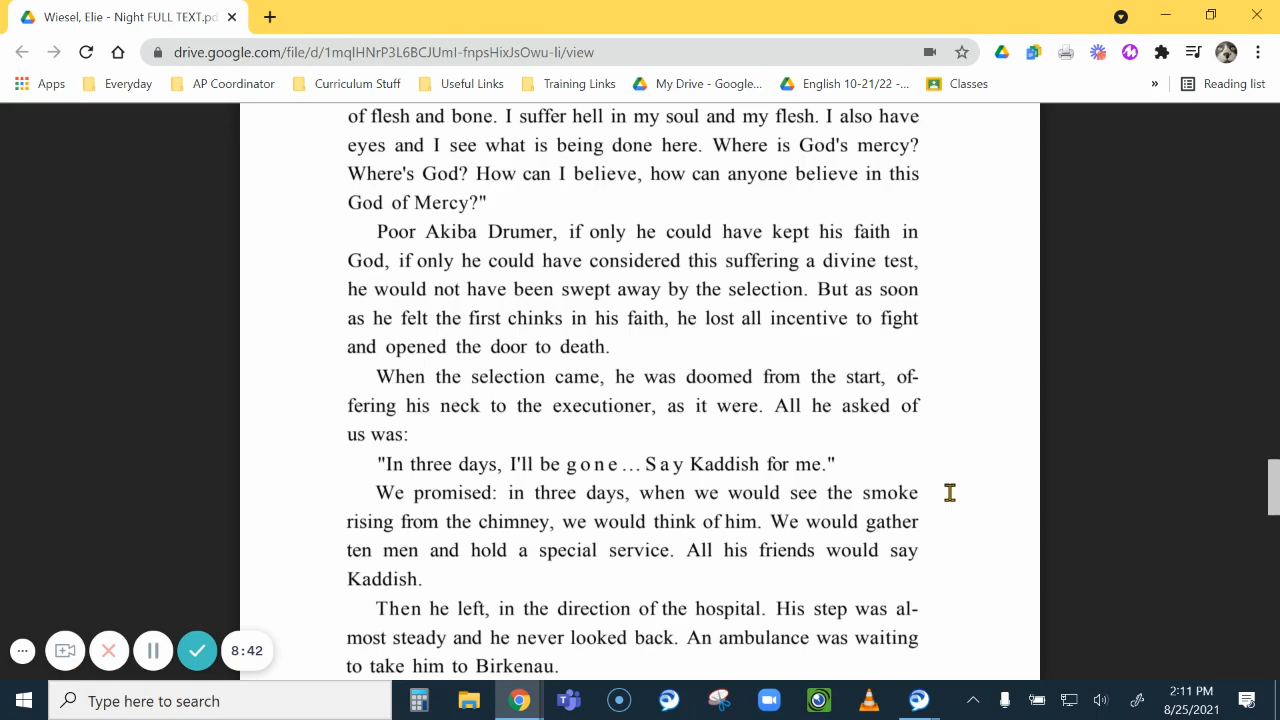 Wiesel, Elie - Night FULL TEXT.pd
drive.google.com/file/d/1mqlHNrP3L6BCJUmI-fnpsHixJsOwu-li/view
Apps Everyday AP Coordinator Curriculum Stuff Useful Links Training Links My Drive - Google... English 10-21/22 -... Classes » Reading list
of flesh and bone. I suffer hell in my soul and my flesh. I also have
eyes and I see what is being done here. Where is God's mercy?
Where's God? How can I believe, how can anyone believe in this
God of Mercy?"
Poor Akiba Drumer, if only he could have kept his faith in
God, if only he could have considered this suffering a divine test,
he would not have been swept away by the selection. But as soon
as he felt the first chinks in his faith, he lost all incentive to fight
and opened the door to death.
When the selection came, he was doomed from the start, of-
fering his neck to the executioner, as it were. All he asked of
us was:
"In three days, I'll be gone... Say Kaddish for me."
We promised: in three days, when we would see the smoke
rising from the chimney, we would think of him. We would gather
ten men and hold a special service. All his friends would say
Kaddish.
Then he left, in the direction of the hospital. His step was al-
most steady and he never looked back. An ambulance was waiting
to take him to Birkenau.
8:42
Type here to search
2:11 PM
8/25/2021